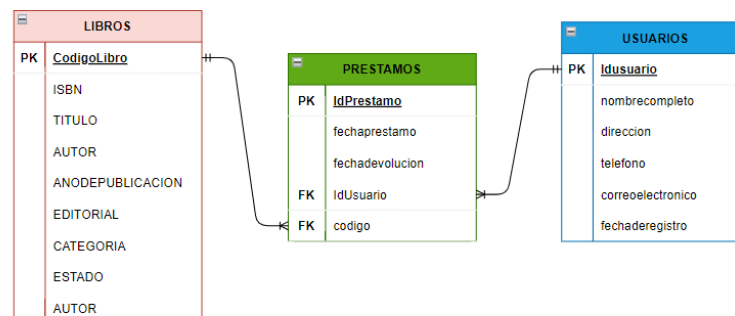 LIBROS
PK CodigoLibro
ISBN
TITULO
AUTOR
ANODEPUBLICACION
EDITORIAL
CATEGORIA
ESTADO
AUTOR
PRESTAMOS
PK IdPrestamo
fechaprestamo
fechadevolucion
FK IdUsuario
FK codigo
USUARIOS
PK Idusuario
nombrecompleto
direccion
telefono
correoelectronico
fechaderegistro